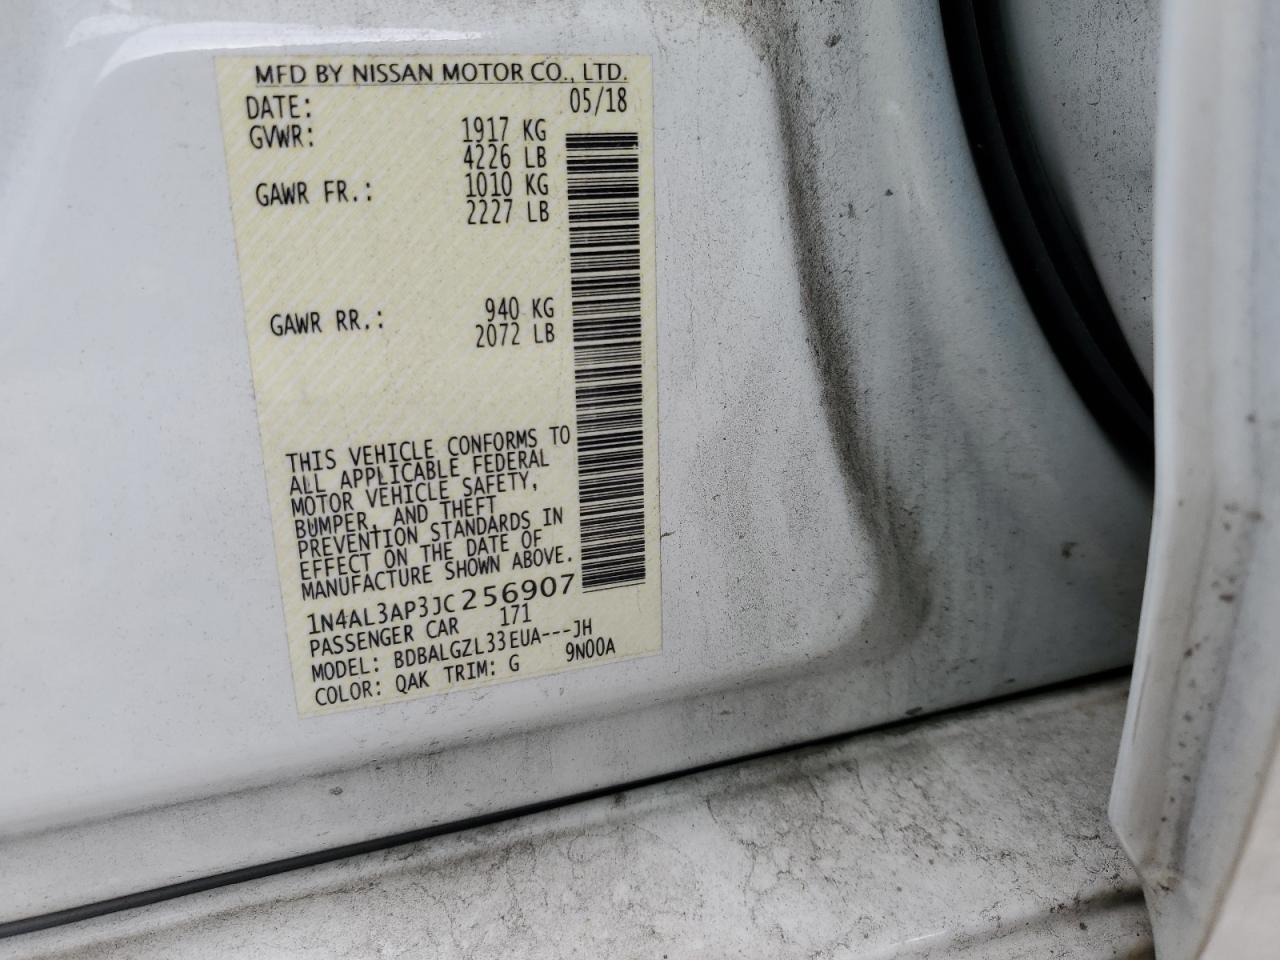 MFD BY NISSAN MOTOR CO., LTD.
DATE: 05/18
GVWR: 1917 KG
4226 LB
GAWR FR.: 1010 KG
2227 LB
GAWR RR.: 940 KG
2072 LB
THIS VEHICLE CONFORMS TO
ALL APPLICABLE FEDERAL
MOTOR VEHICLE SAFETY,
BUMPER, AND THEFT
PREVENTION STANDARDS IN
EFFECT ON THE DATE OF
MANUFACTURE SHOWN ABOVE.
1N4AL3AP3JC256907
PASSENGER CAR 171
MODEL: BDBALGZL33EUA---JH
COLOR: QAK TRIM: G 9N00A